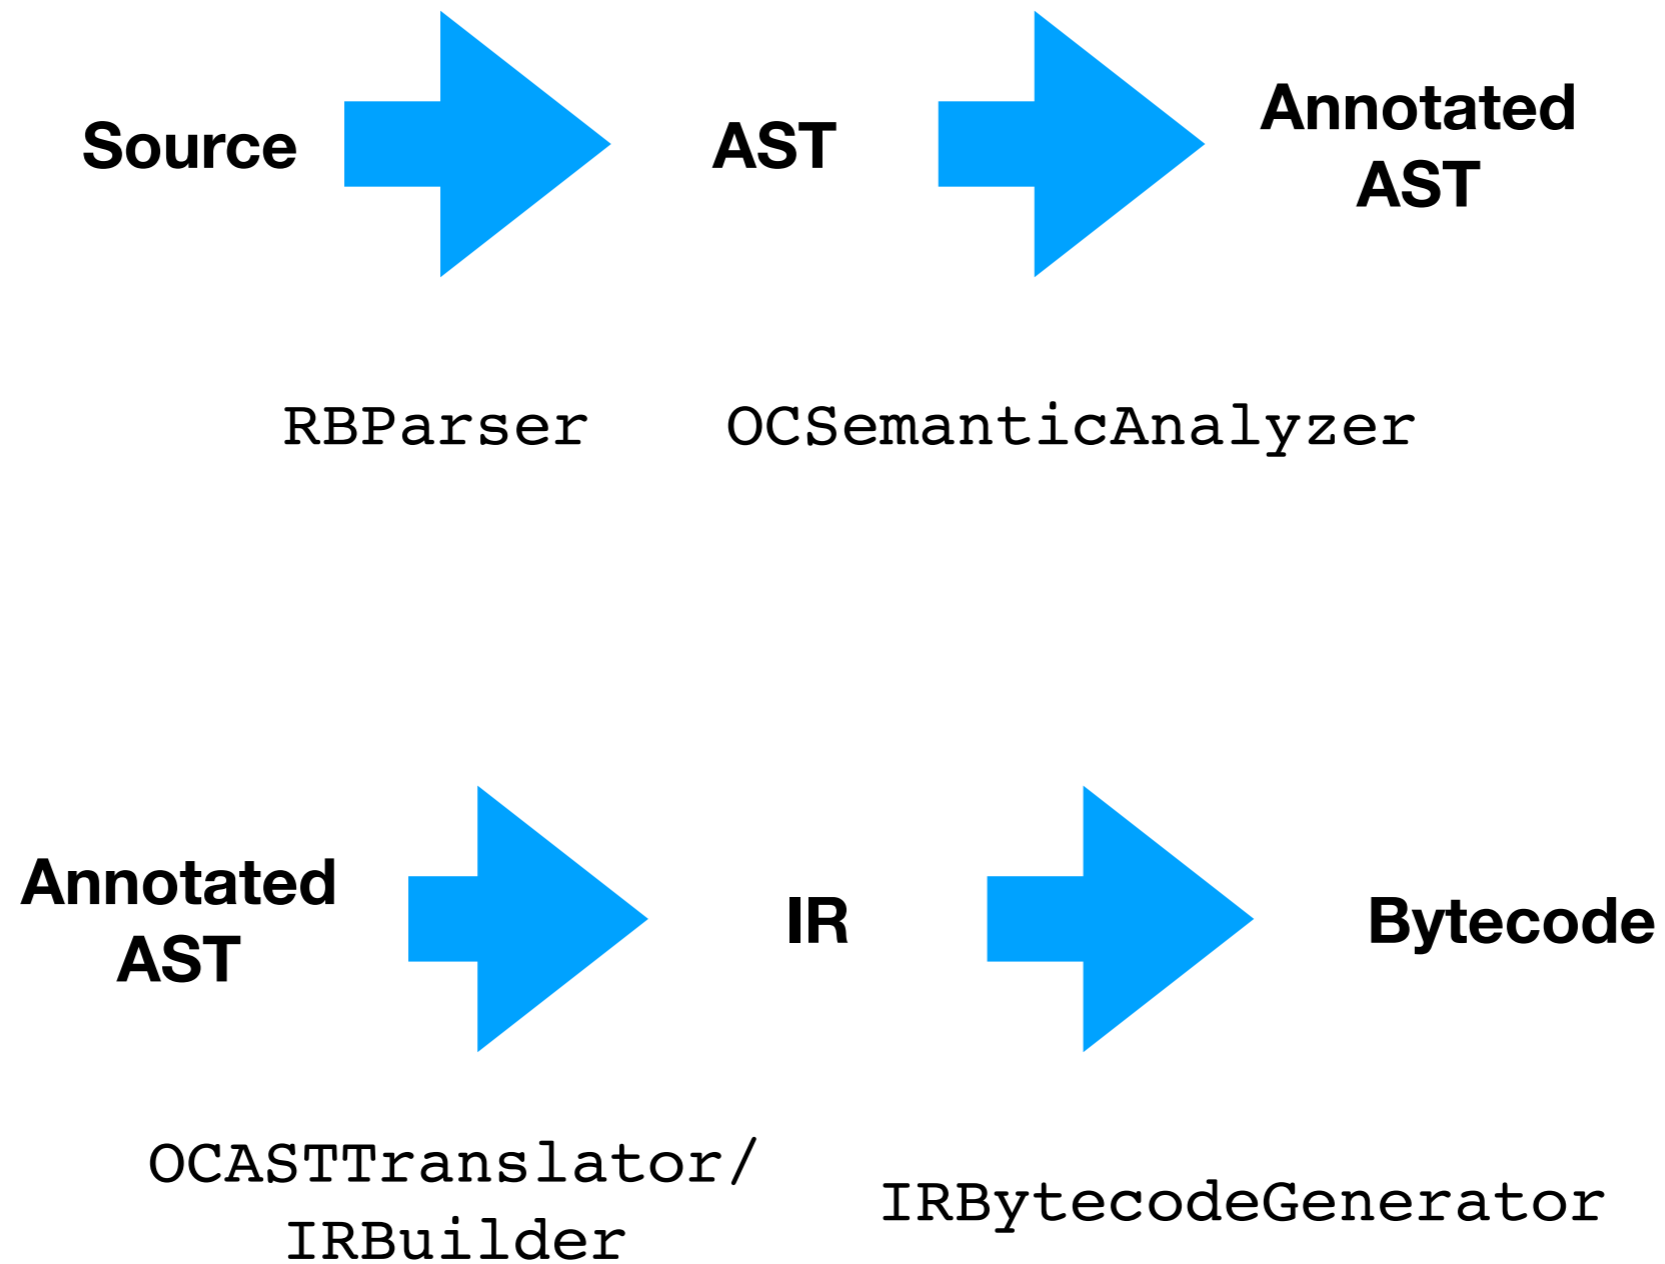 Source
AST
Annotated
AST
RBParser
OCSemanticAnalyzer
Annotated
AST
IR
Bytecode
OCASTTranslator/
IRBuilder
IRBytecodeGenerator